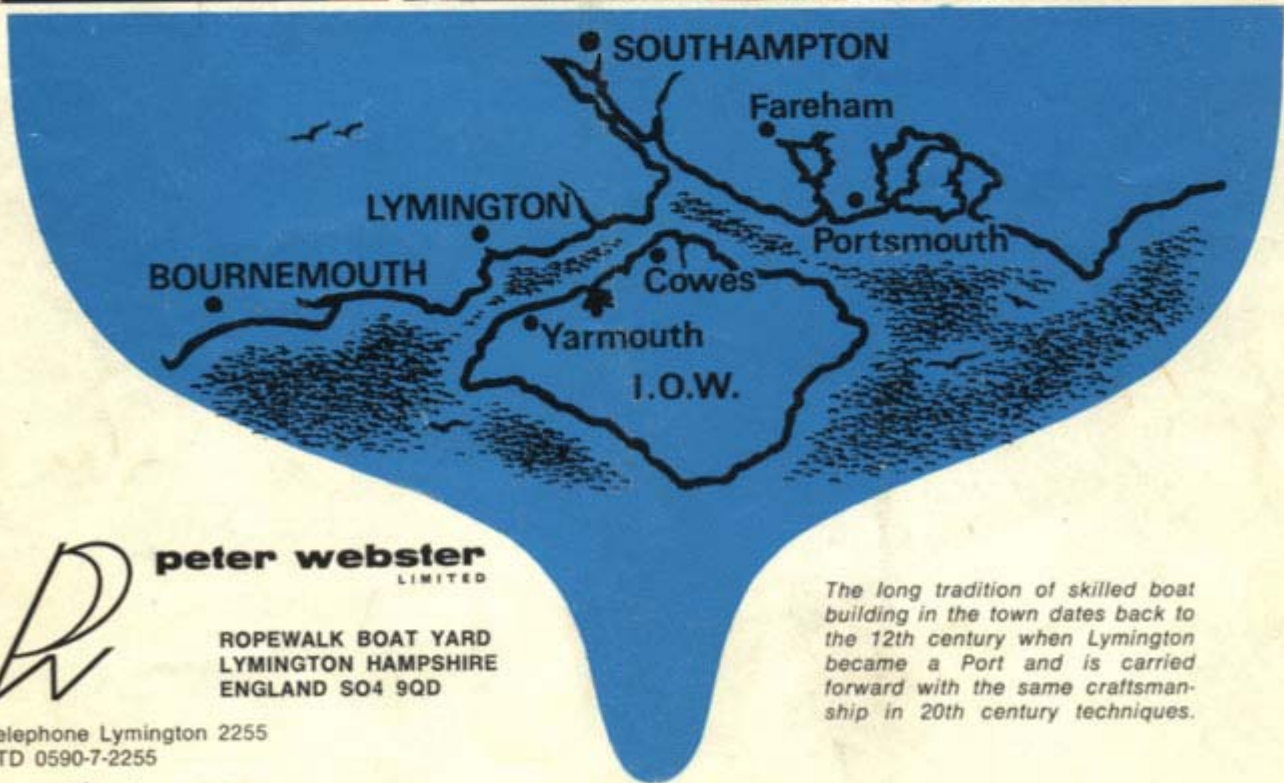 SOUTHAMPTON
Fareham
LYMINGTON
Portsmouth
BOURNEMOUTH
Cowes
Yarmouth
I.O.W.
peter webster
LIMITED
ROPEWALK BOAT YARD
LYMINGTON HAMPSHIRE
ENGLAND SO4 9QD
elephone Lymington 2255
TD 0590-7-2255
The long tradition of skilled boat
building in the town dates back to
the 12th century when Lymington
became a Port and is carried
forward with the same craftsman-
ship in 20th century techniques.